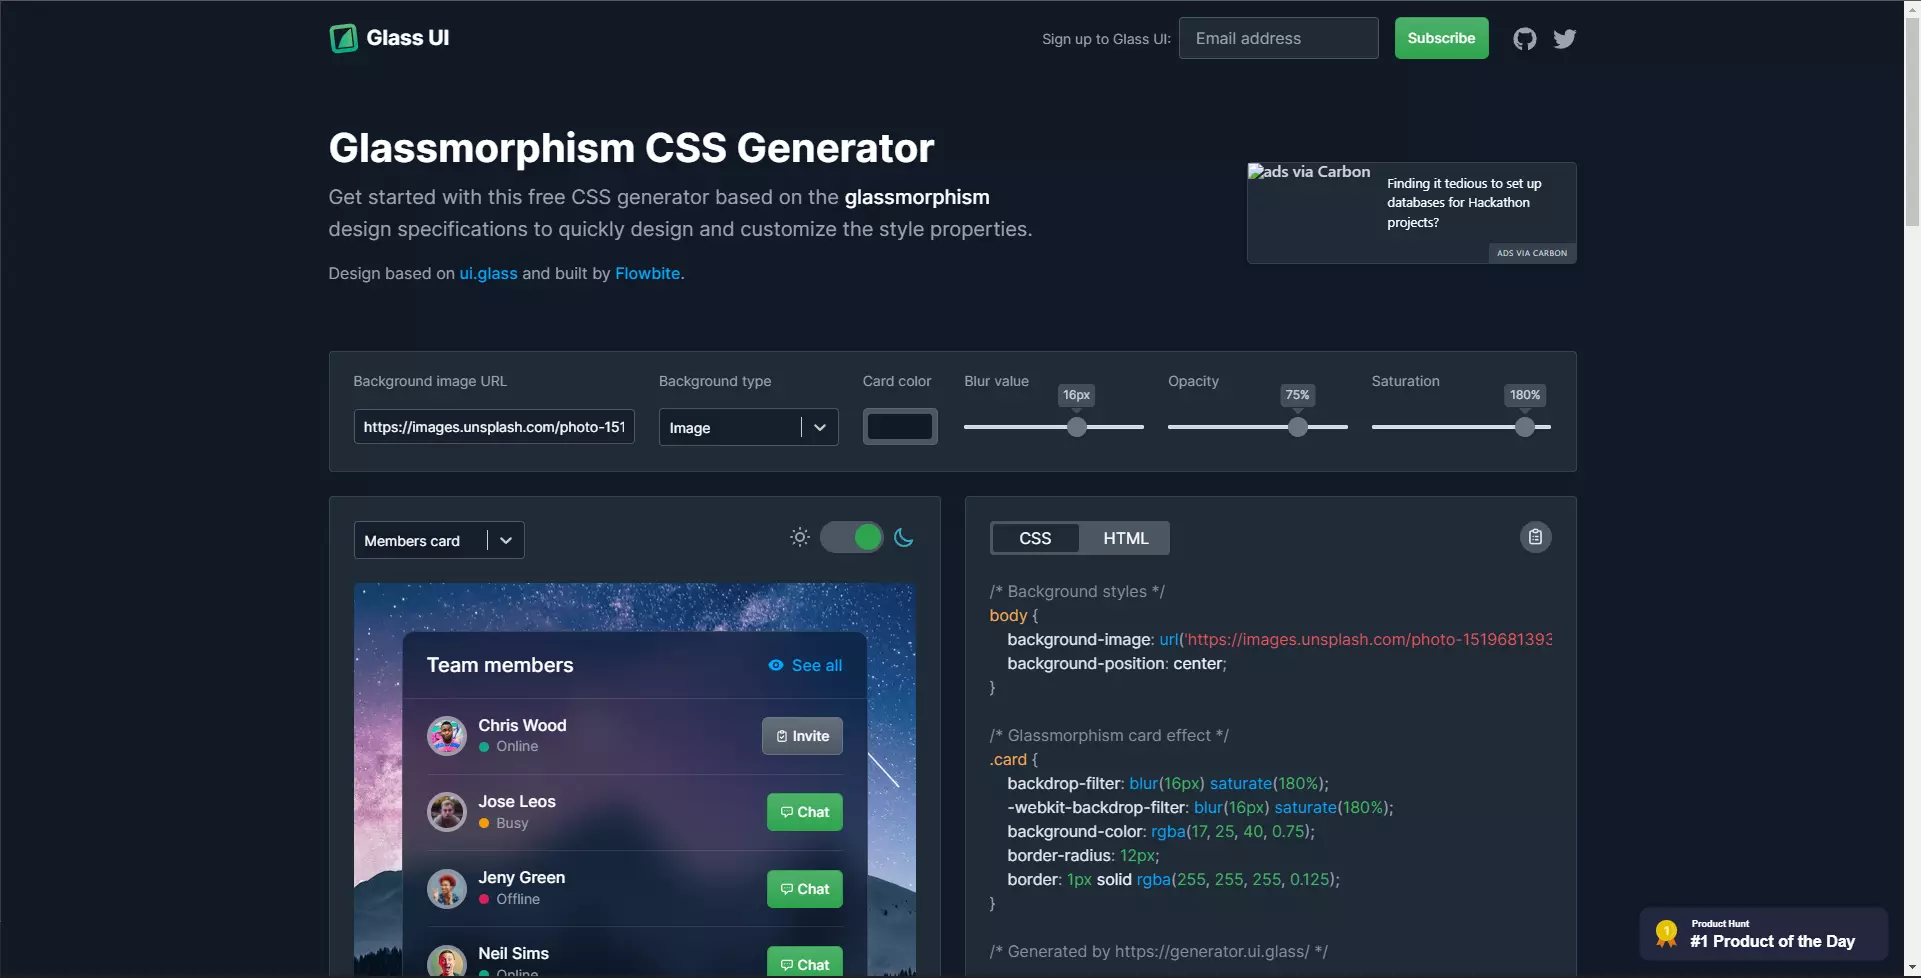 Glass UI
Sign up to Glass UI:
Email address
Subscribe
Glassmorphism CSS Generator
Get started with this free CSS generator based on the glassmorphism
design specifications to quickly design and customize the style properties.
Design based on ui.glass and built by Flowbite.
ads via Carbon
Finding it tedious to set up
databases for Hackathon
projects?
ADS VIA CARBON
Background image URL
https://images.unsplash.com/photo-151
Background type
Image
Card color
Blur value
16px
Opacity
75%
Saturation
180%
Members card
Team members
See all
Chris Wood
Online
Invite
Jose Leos
Busy
Chat
Jeny Green
Offline
Chat
Neil Sims
Online
Chat
CSS
HTML
/* Background styles */
body {
background-image: url('https://images.unsplash.com/photo-1519681393
background-position: center;
}
/* Glassmorphism card effect */
.card {
backdrop-filter: blur(16px) saturate(180%);
-webkit-backdrop-filter: blur(16px) saturate(180%);
background-color: rgba(17, 25, 40, 0.75);
border-radius: 12px;
border: 1px solid rgba(255, 255, 255, 0.125);
}
/* Generated by https://generator.ui.glass/ */
1
Product Hunt
#1 Product of the Day